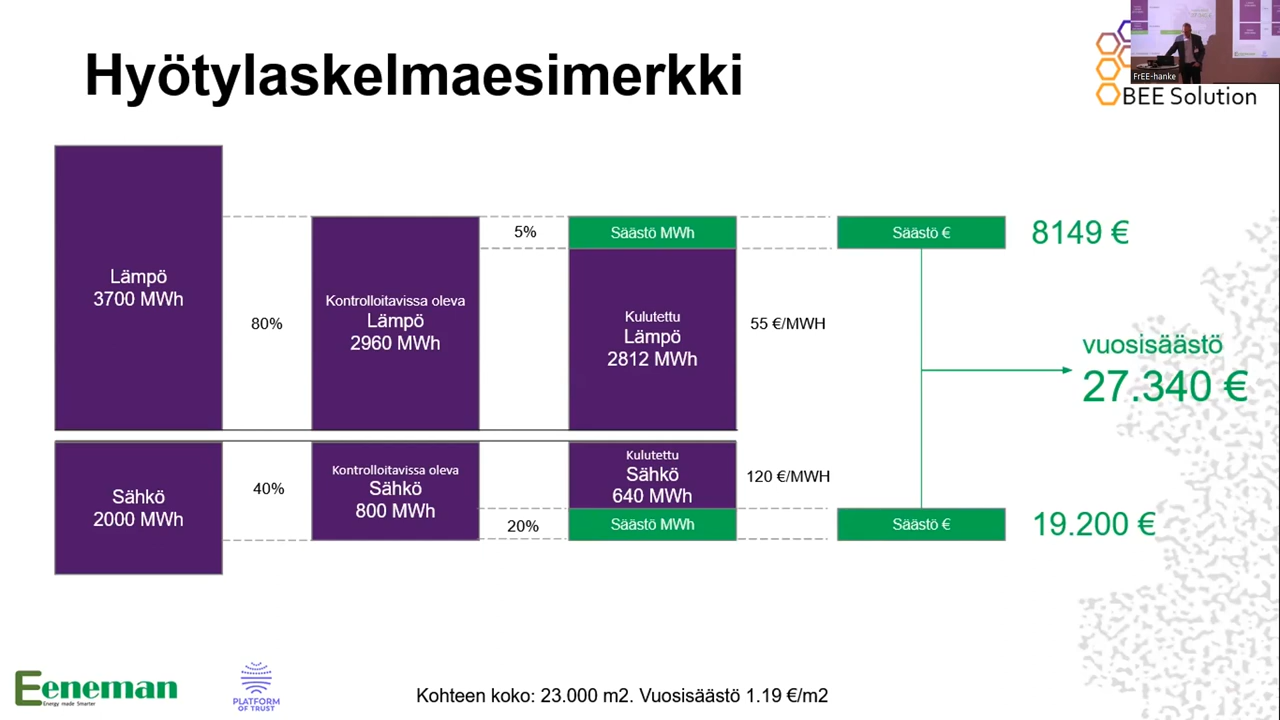 Hyötylaskelmaesimerkki
FrEE-hanke
BEE Solution
Lämpö
3700 MWh
80%
Kontrolloitavissa oleva
Lämpö
2960 MWh
5%
Säästö MWh
Kulutettu
Lämpö
2812 MWh
55 €/MWH
Säästö €
8149 €
vuosisäästö
27.340 €
Sähkö
2000 MWh
40%
Kontrolloitavissa oleva
Sähkö
800 MWh
20%
Kulutettu
Sähkö
640 MWh
Säästö MWh
120 €/MWH
Säästö €
19.200 €
Eeneman
Energy made Smarter
PLATFORM
OF TRUST
Kohteen koko: 23.000 m2. Vuosisäästö 1.19 €/m2